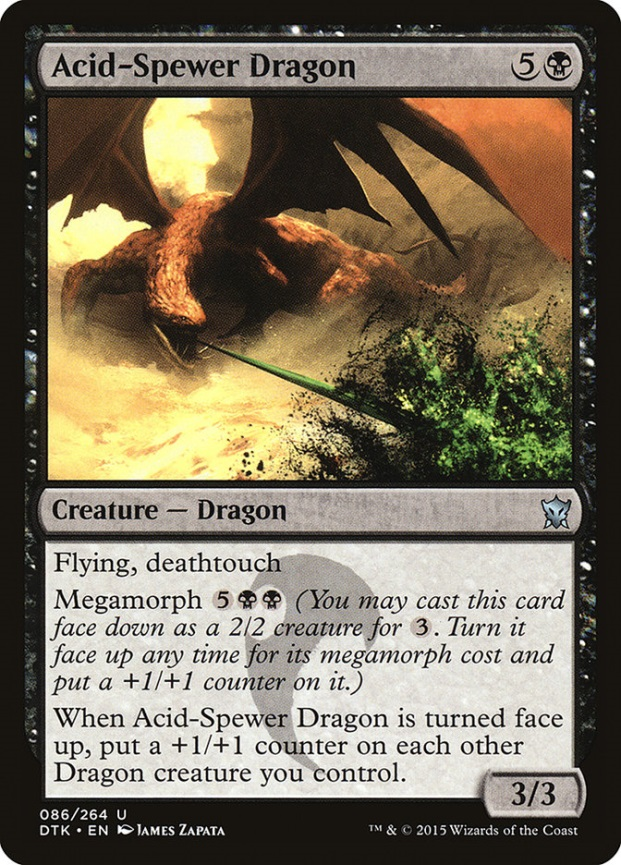 Acid-Spewer Dragon 5
Creature — Dragon
Flying, deathtouch
Megamorph 5 (You may cast this
card face down as a 2/2 creature for 3. Turn it
face up any time for its megamorph cost and
put a +1/+1 counter on it.)
When Acid-Spewer Dragon is turned face
up, put a +1/+1 counter on each other
Dragon creature you control.
3/3
086/264 U
DTK • EN James Zapata
™ & © 2015 Wizards of the Coast